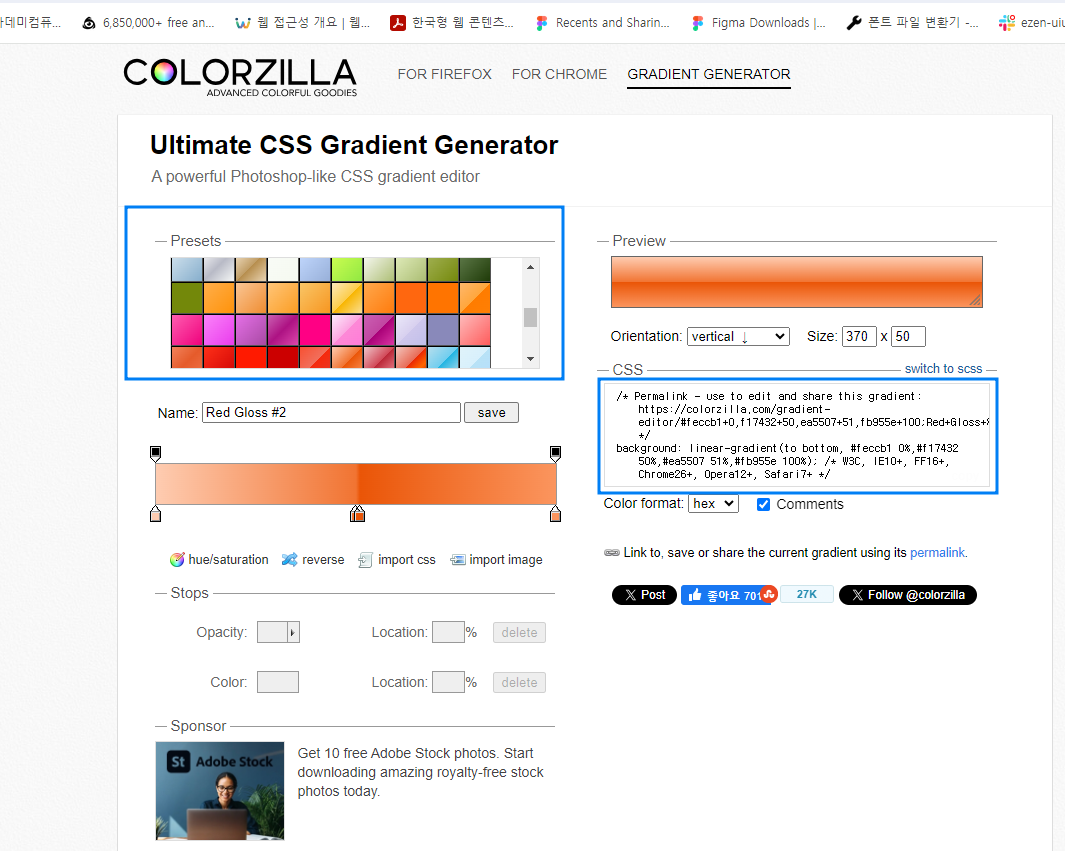 아데미컴퓨...
6,850,000+ free an...
웹 접근성 개요 | 웹...
한국형 웹 콘텐츠...
Recents and Sharin...
Figma Downloads |...
폰트 파일 변환기 -...
ezen-uiu
COLORZILLA
ADVANCED COLORFUL GOODIES
FOR FIREFOX
FOR CHROME
GRADIENT GENERATOR
Ultimate CSS Gradient Generator
A powerful Photoshop-like CSS gradient editor
Presets
Name: Red Gloss #2 save
hue/saturation reverse import css import image
Stops
Opacity: Location: % delete
Color: Location: % delete
Sponsor
St Adobe Stock
Get 10 free Adobe Stock photos. Start
downloading amazing royalty-free stock
photos today.
Preview
Orientation: vertical ↓ Size: 370 x 50
CSS switch to scss
/* Permalink - use to edit and share this gradient:
https://colorzilla.com/gradient-
editor/#feccb1+0,f17432+50,ea5507+51,fb955e+100;Red+Gloss+
*/
background: linear-gradient(to bottom, #feccb1 0%,#f17432
50%,#ea5507 51%,#fb955e 100%); /* W3C, IE10+, FF16+,
Chrome26+, Opera12+, Safari7+ */
Color format: hex Comments
Link to, save or share the current gradient using its permalink.
X Post
좋아요 701
27K
X Follow @colorzilla